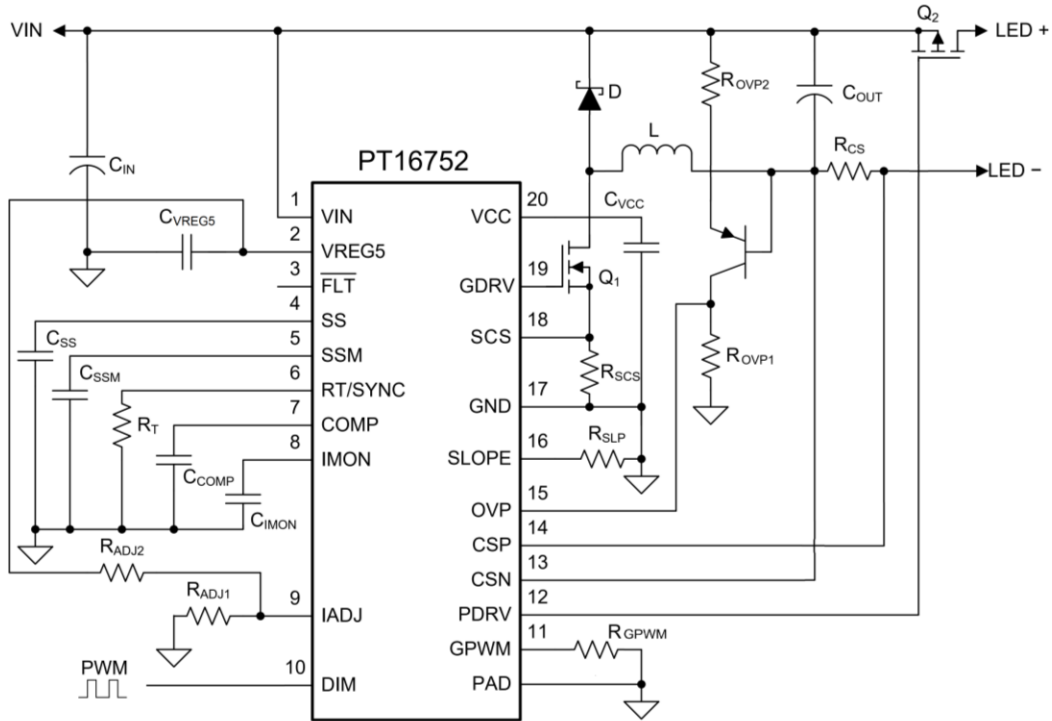 Q2
VIN
LED +
ROVP2
D
COUT
L
RCS
LED −
CIN
PT16752
CVREG5
CVCC
1
VIN
VCC
20
2
VREG5
3
FLT
GDRV
19
Q1
4
SS
SCS
18
CSS
5
SSM
RSCS
ROVP1
CSSM
6
RT/SYNC
GND
17
RT
7
COMP
RSLP
8
IMON
SLOPE
16
CCOMP
CIMON
OVP
15
CSP
14
RADJ2
CSN
13
RADJ1
9
IADJ
PDRV
12
GPWM
11
RGPWM
PWM
10
DIM
PAD